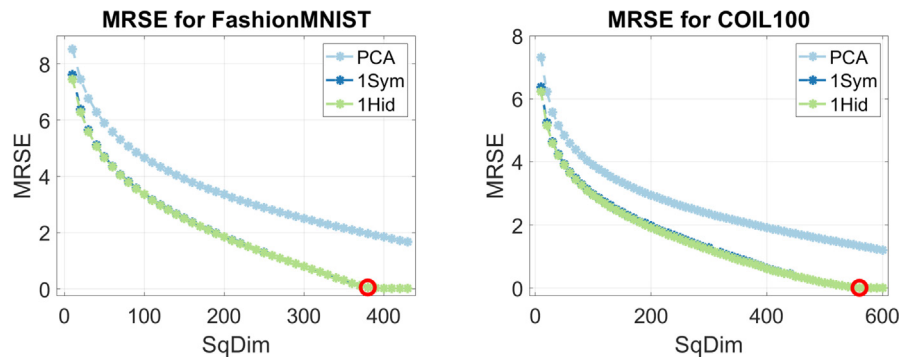 MRSE for FashionMNIST
8
6
4
2
0
MRSE
PCA
1Sym
1Hid
0 100 200 300 400
SqDim
MRSE for COIL100
8
6
4
2
0
MRSE
PCA
1Sym
1Hid
0 200 400 600
SqDim